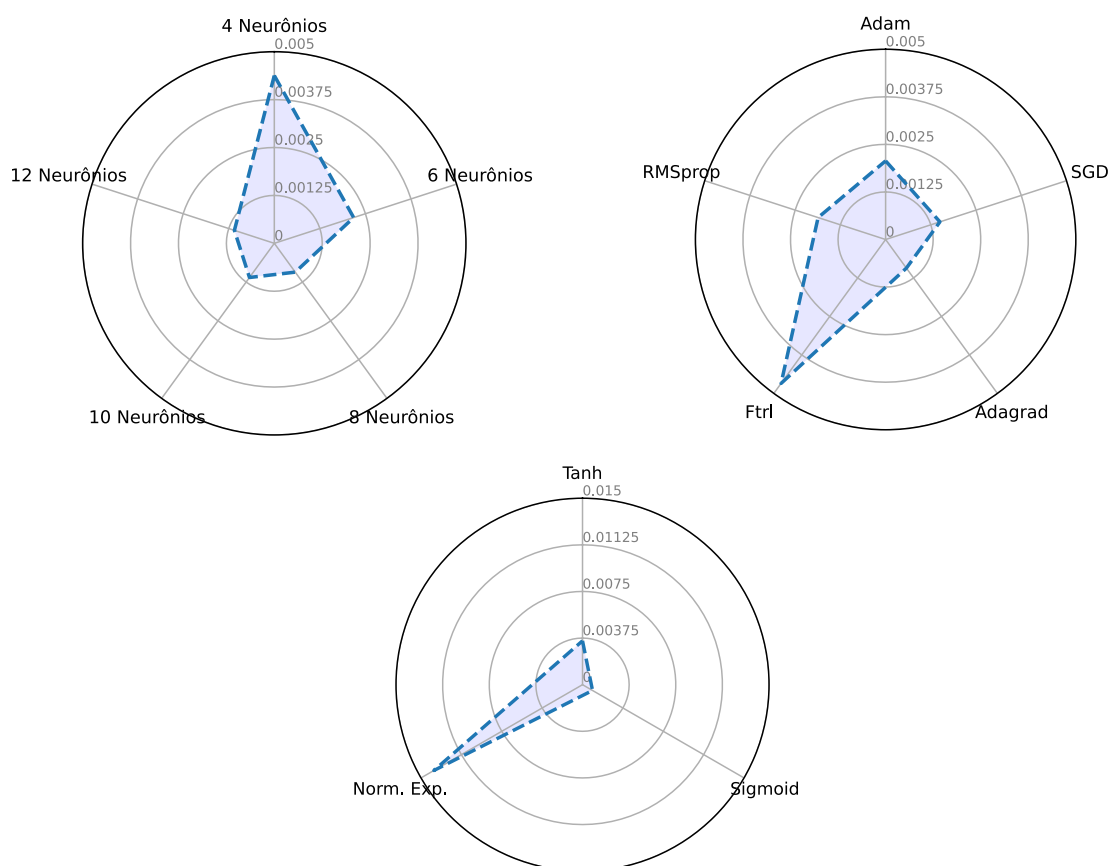 4 Neurônios
0.005
0.00375
0.0025
0.00125
0
6 Neurônios
12 Neurônios
10 Neurônios
8 Neurônios
Adam
0.005
0.00375
0.0025
0.00125
0
SGD
RMSprop
Ftrl
Adagrad
Tanh
0.015
0.01125
0.0075
0.00375
0
Norm. Exp.
Sigmoid